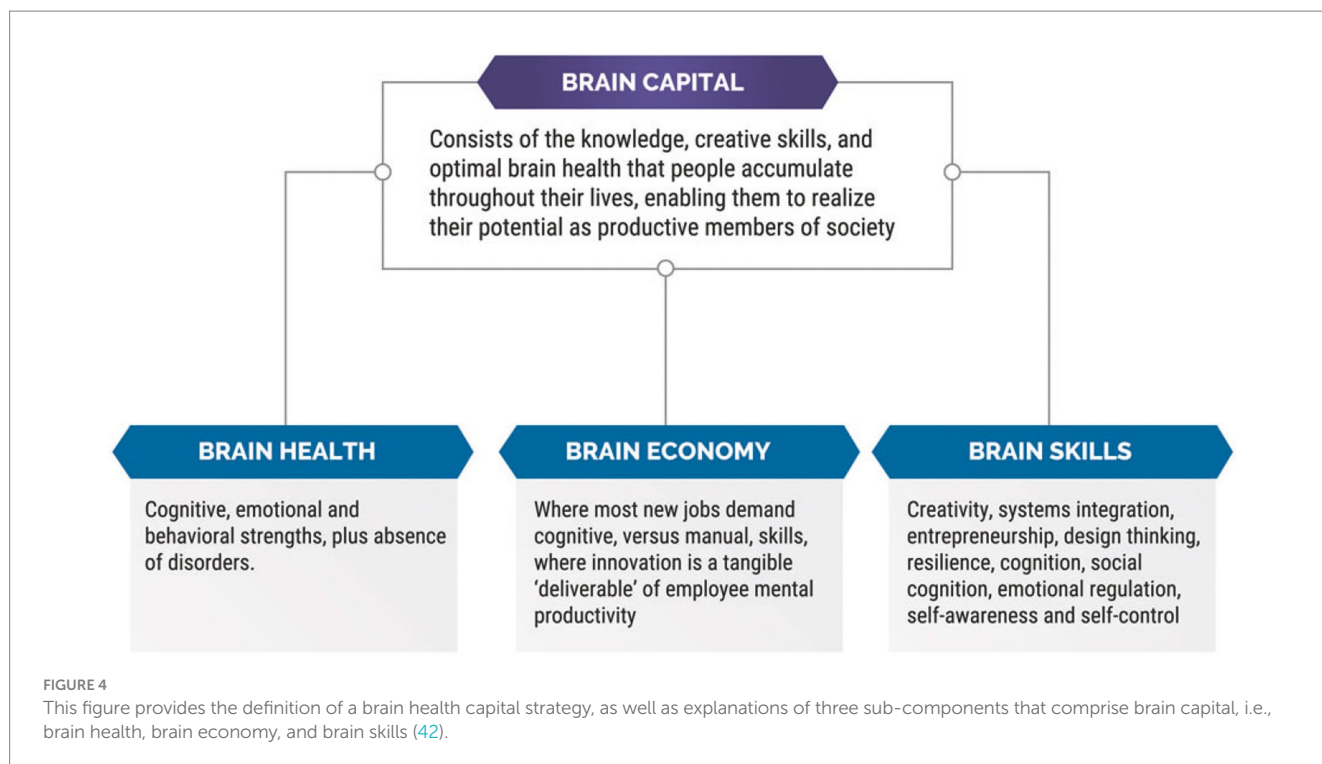 BRAIN CAPITAL
Consists of the knowledge, creative skills, and
optimal brain health that people accumulate
throughout their lives, enabling them to realize
their potential as productive members of society
BRAIN HEALTH
Cognitive, emotional and
behavioral strengths, plus absence
of disorders.
BRAIN ECONOMY
Where most new jobs demand
cognitive, versus manual, skills,
where innovation is a tangible
‘deliverable’ of employee mental
productivity
BRAIN SKILLS
Creativity, systems integration,
entrepreneurship, design thinking,
resilience, cognition, social
cognition, emotional regulation,
self-awareness and self-control
FIGURE 4
This figure provides the definition of a brain health capital strategy, as well as explanations of three sub-components that comprise brain capital, i.e.,
brain health, brain economy, and brain skills (42).